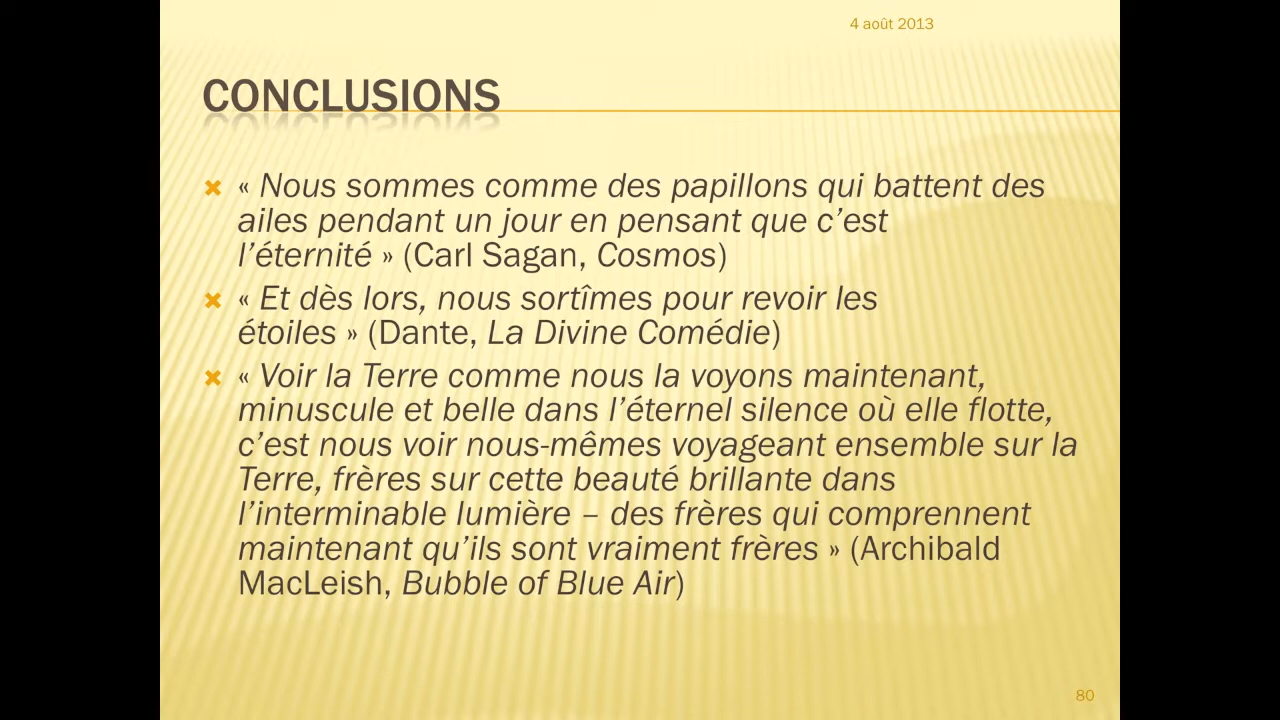 4 août 2013
CONCLUSIONS
« Nous sommes comme des papillons qui battent des
ailes pendant un jour en pensant que c’est
l’éternité » (Carl Sagan, Cosmos)
« Et dès lors, nous sortîmes pour revoir les
étoiles » (Dante, La Divine Comédie)
« Voir la Terre comme nous la voyons maintenant,
minuscule et belle dans l’éternel silence où elle flotte,
c’est nous voir nous-mêmes voyageant ensemble sur la
Terre, frères sur cette beauté brillante dans
l’interminable lumière – des frères qui comprennent
maintenant qu’ils sont vraiment frères » (Archibald
MacLeish, Bubble of Blue Air)
80